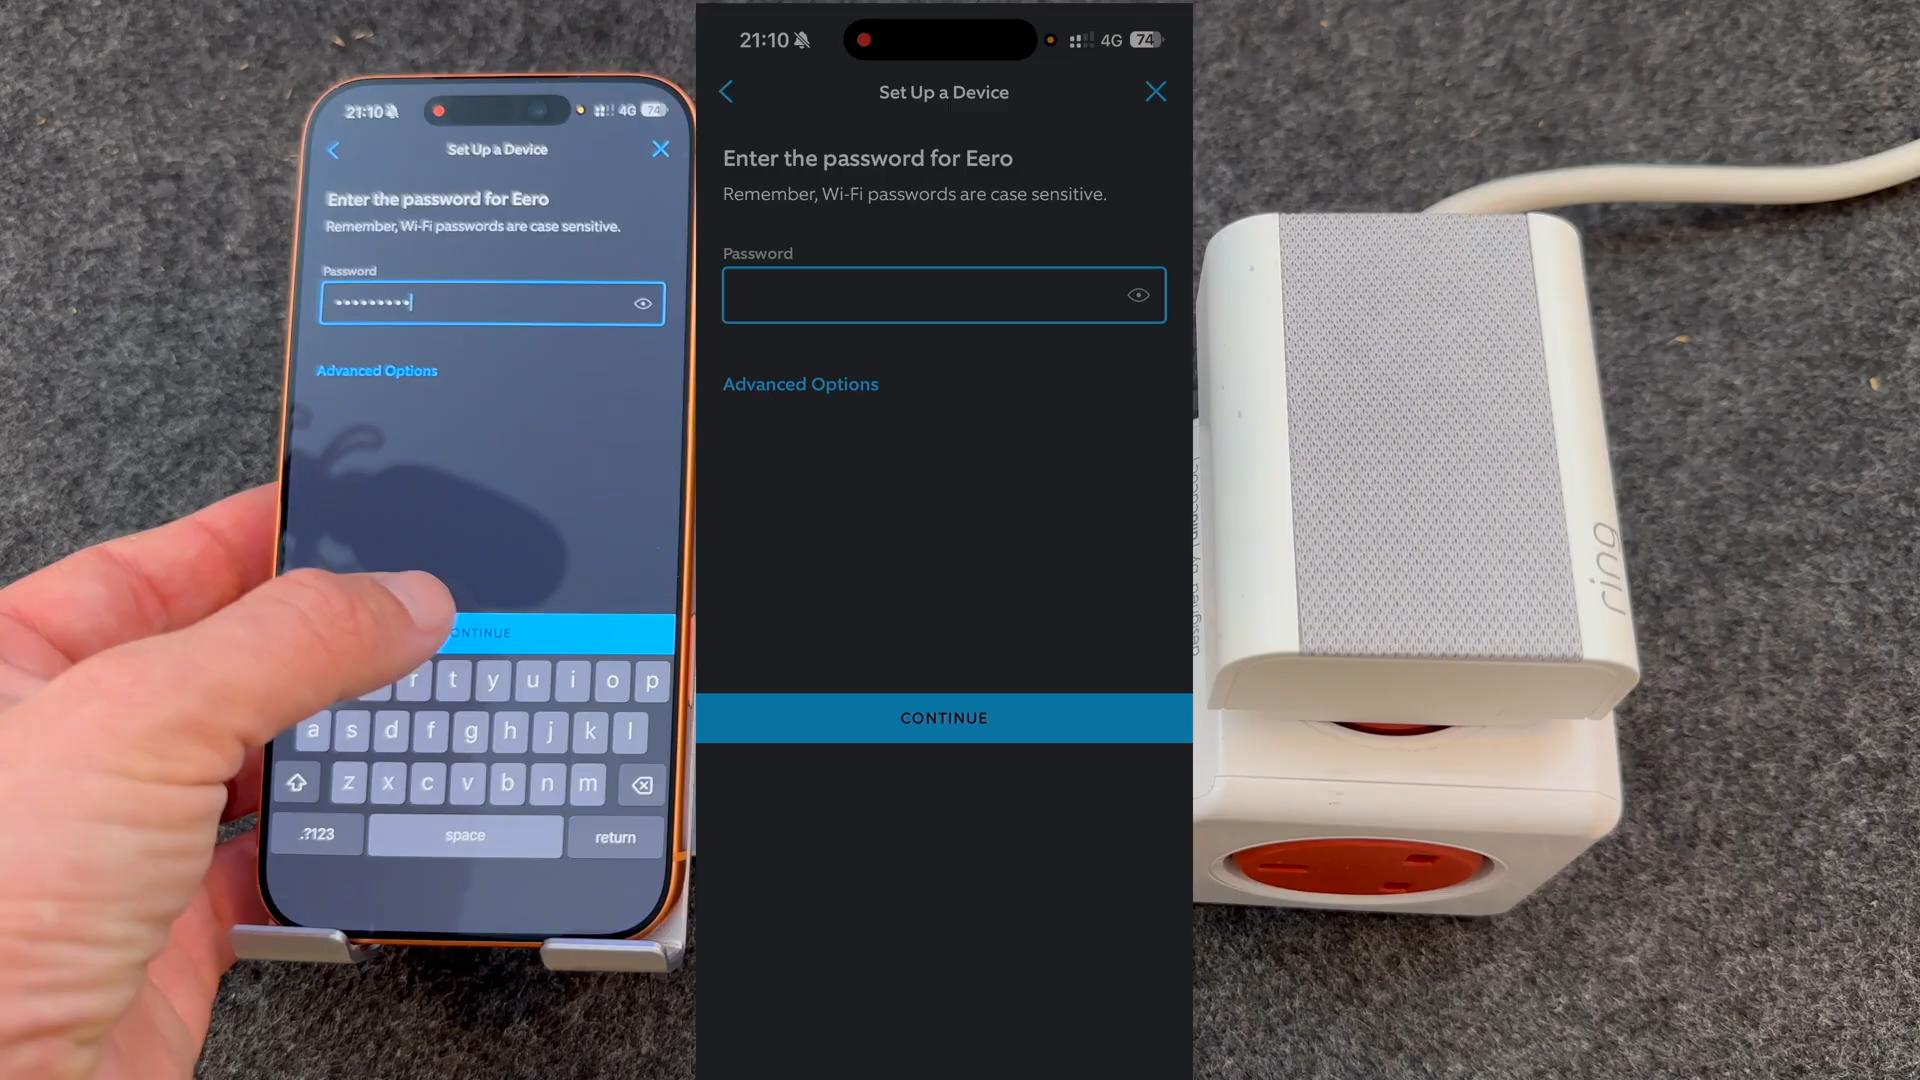 21:10 4G 74
Set Up a Device
Enter the password for Eero
Remember, Wi-Fi passwords are case sensitive.
Password
•••••••••
Advanced Options
ONTINUE
r t y u i o p
a s d f g h j k l
z x c v b n m
.?123 space return
21:10 4G 74
Set Up a Device
Enter the password for Eero
Remember, Wi-Fi passwords are case sensitive.
Password
Advanced Options
CONTINUE
ring
designed by